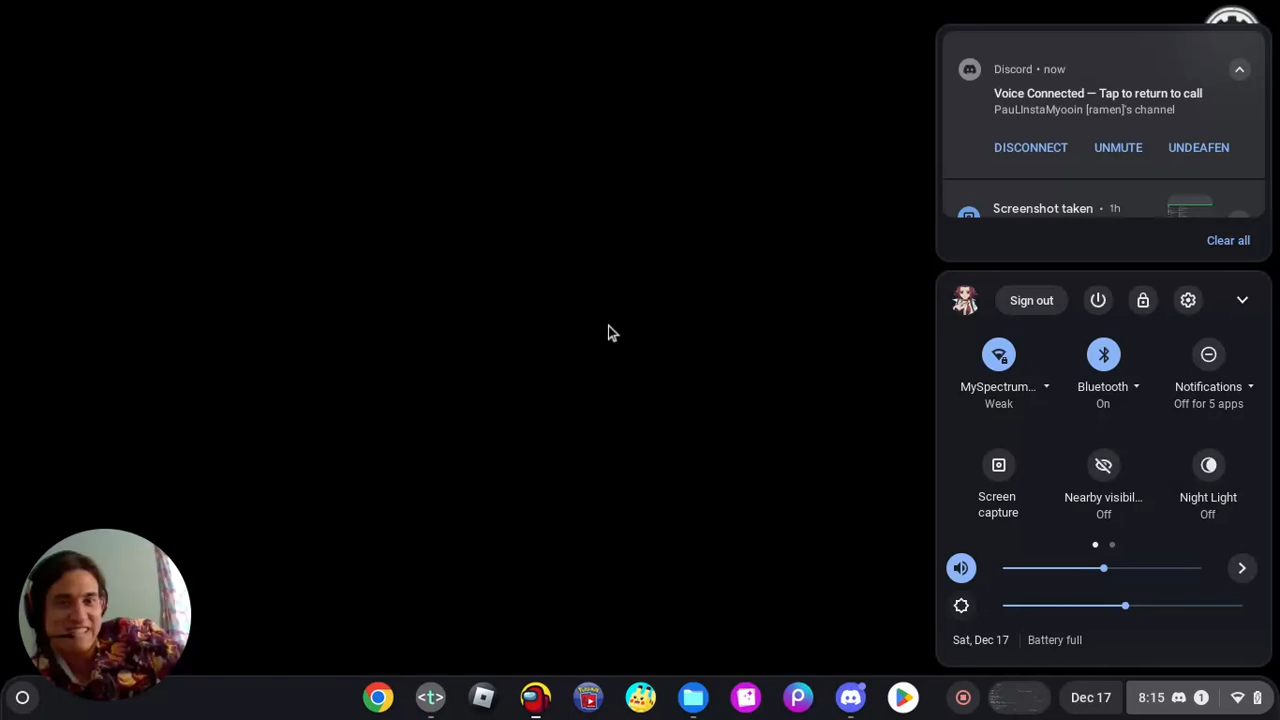 Discord • now
Voice Connected — Tap to return to call
PauLInstaMyooin [ramen]'s channel
DISCONNECT UNMUTE UNDEAFEN
Screenshot taken • 1h
Clear all
Sign out
MySpectrum... Bluetooth Notifications
Weak On Off for 5 apps
Screen capture
Nearby visibil...
Off
Night Light
Off
Sat, Dec 17 Battery full
<t> Dec 17 8:15 1